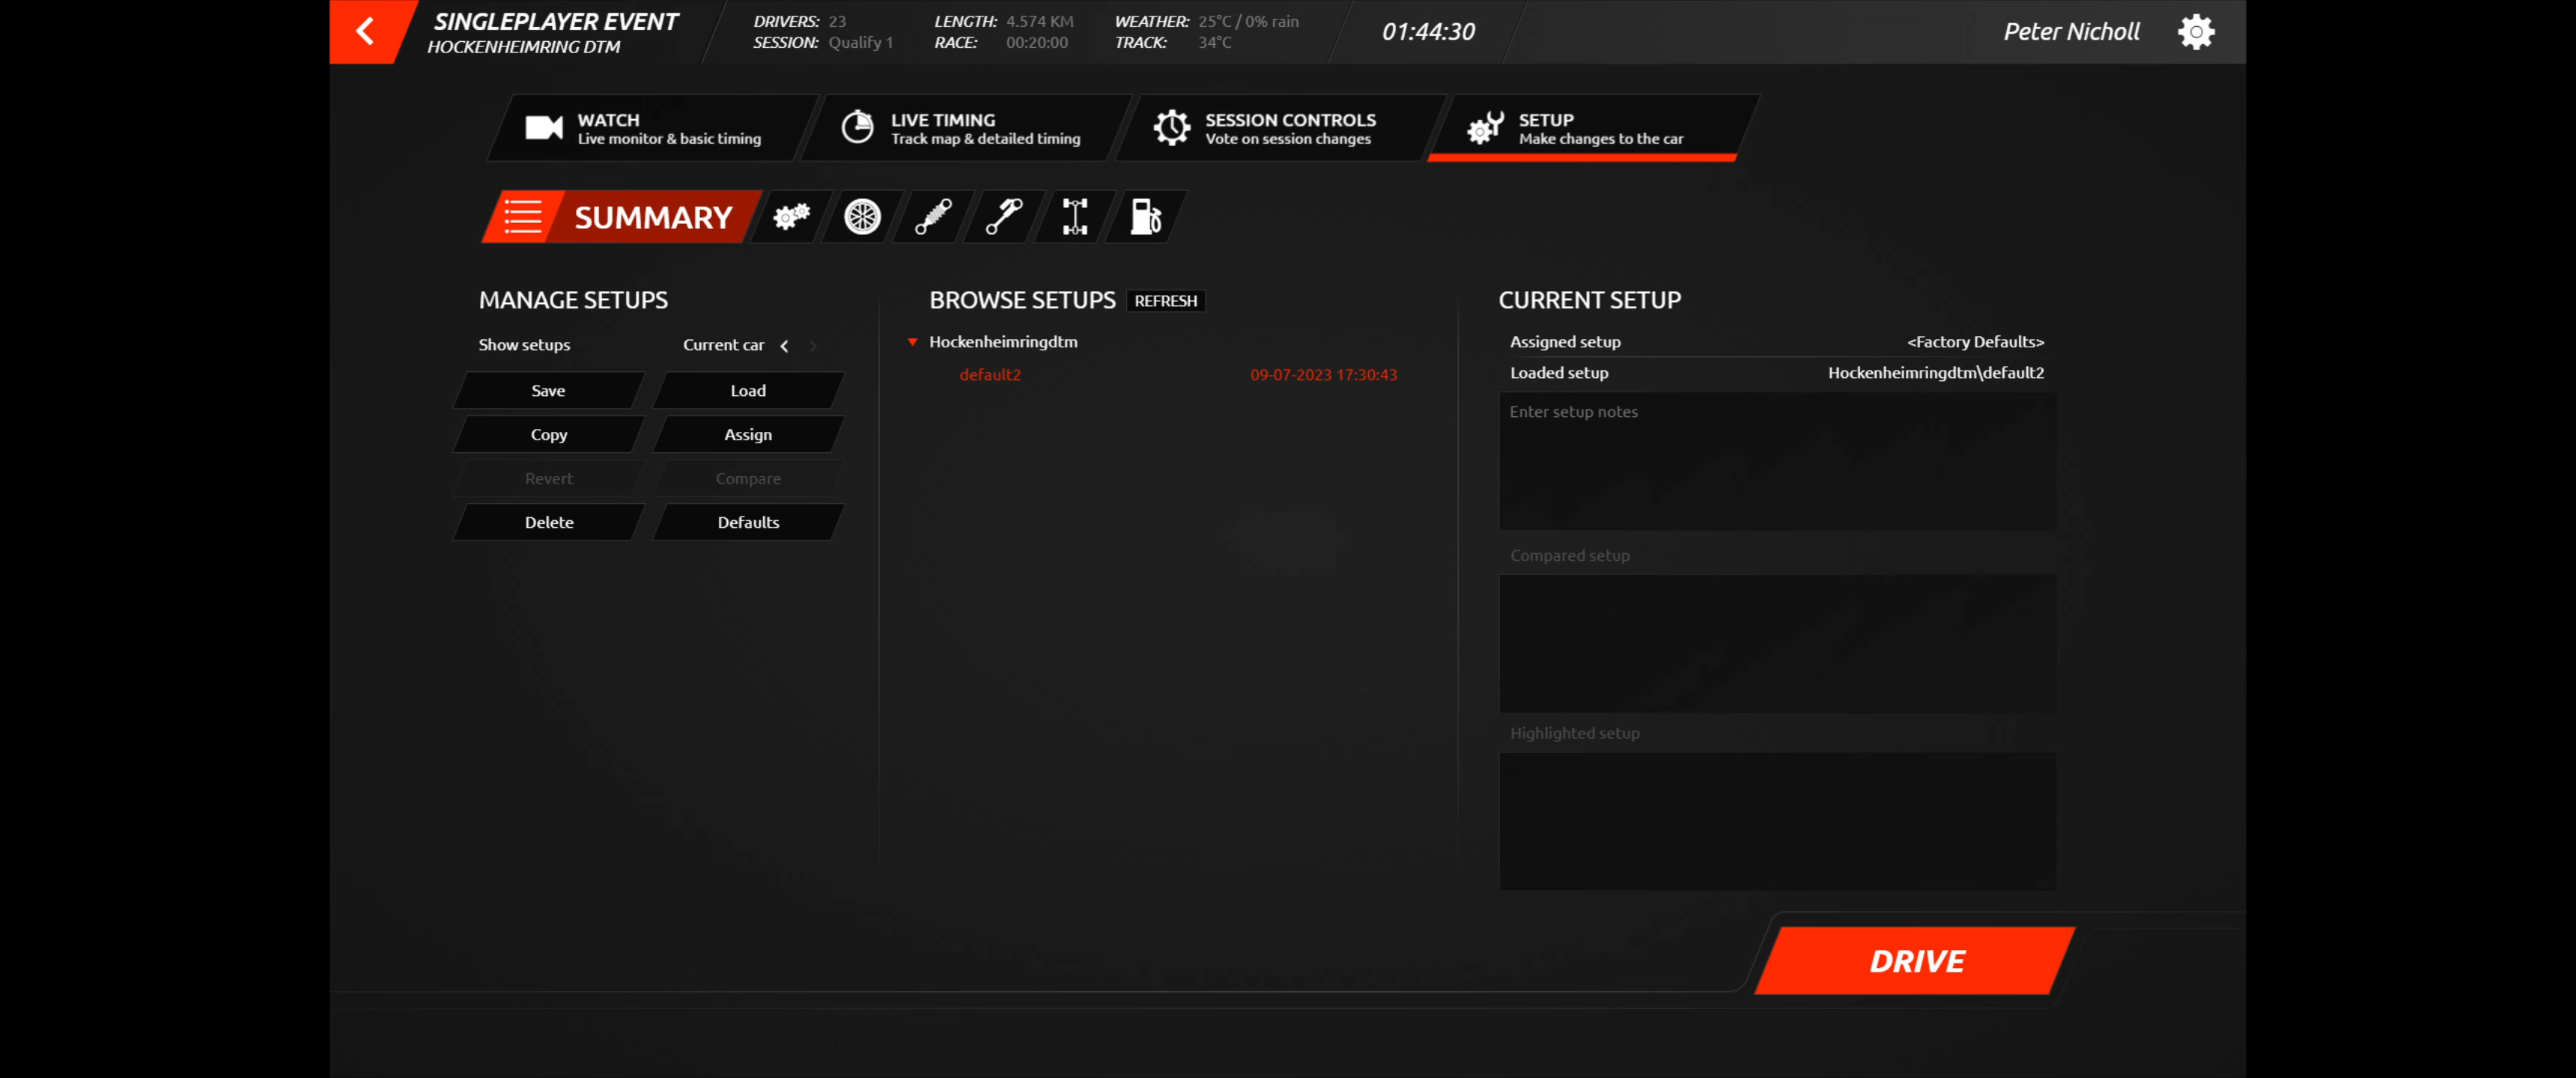 SINGLEPLAYER EVENT
HOCKENHEIMRING DTM
DRIVERS: 23
SESSION: Qualify 1
LENGTH: 4.574 KM
RACE: 00:20:00
WEATHER: 25°C / 0% rain
TRACK: 34°C
01:44:30
Peter Nicholl
WATCH
Live monitor & basic timing
LIVE TIMING
Track map & detailed timing
SESSION CONTROLS
Vote on session changes
SETUP
Make changes to the car
SUMMARY
MANAGE SETUPS
Show setups Current car
Save Load
Copy Assign
Revert Compare
Delete Defaults
BROWSE SETUPS REFRESH
Hockenheimringdtm
default2 09-07-2023 17:30:43
CURRENT SETUP
Assigned setup <Factory Defaults>
Loaded setup Hockenheimringdtm\default2
Enter setup notes
Compared setup
Highlighted setup
DRIVE